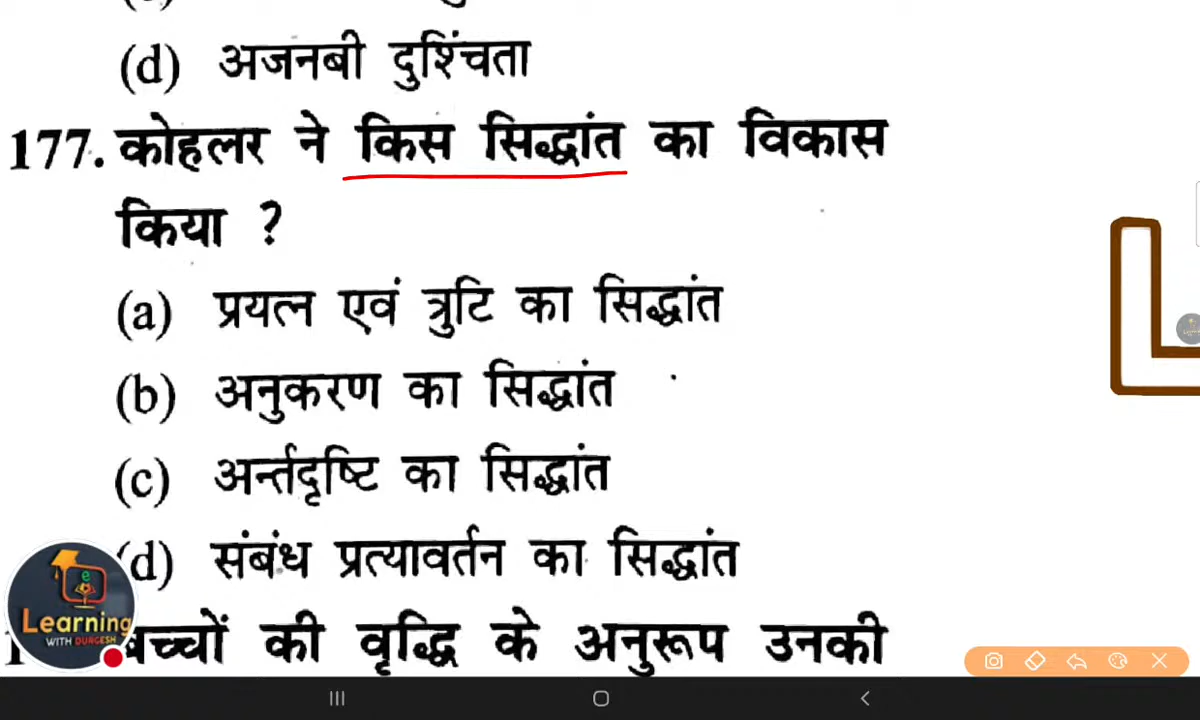 (d) अजनबी दुश्चिंता
177. कोहलर ने किस सिद्धांत का विकास
किया ?
(a) प्रयत्न एवं त्रुटि का सिद्धांत
(b) अनुकरण का सिद्धांत
(c) अर्न्तदृष्टि का सिद्धांत
(d) संबंध प्रत्यावर्तन का सिद्धांत
बच्चों की वृद्धि के अनुरूप उनकी
Learning
WITH DURGESH